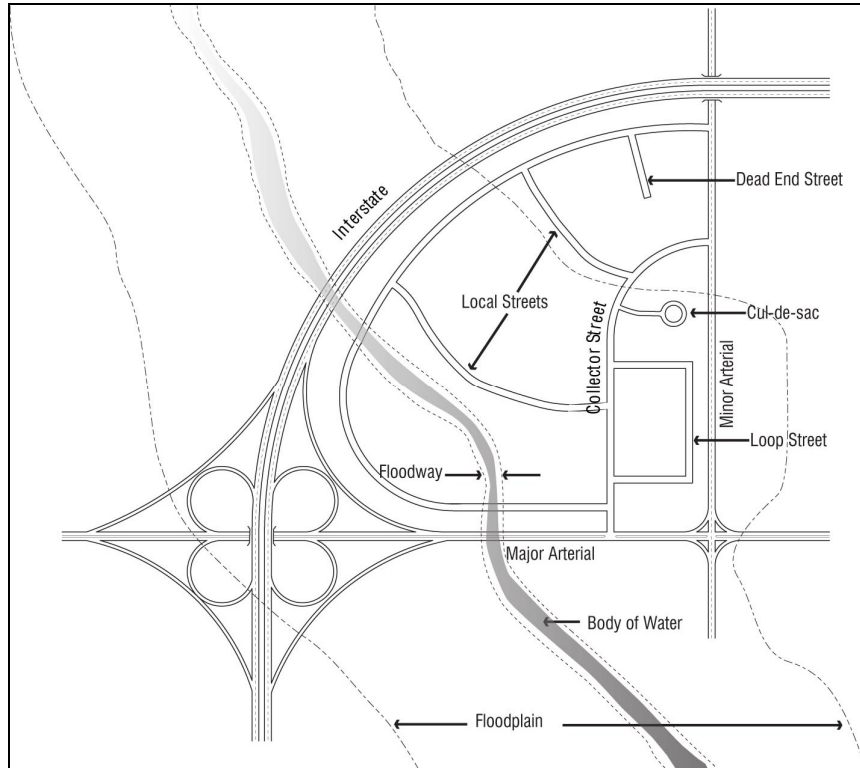 Interstate
Dead End Street
Local Streets
Collector Street
Cul-de-sac
Minor Arterial
Loop Street
Floodway
Major Arterial
Body of Water
Floodplain